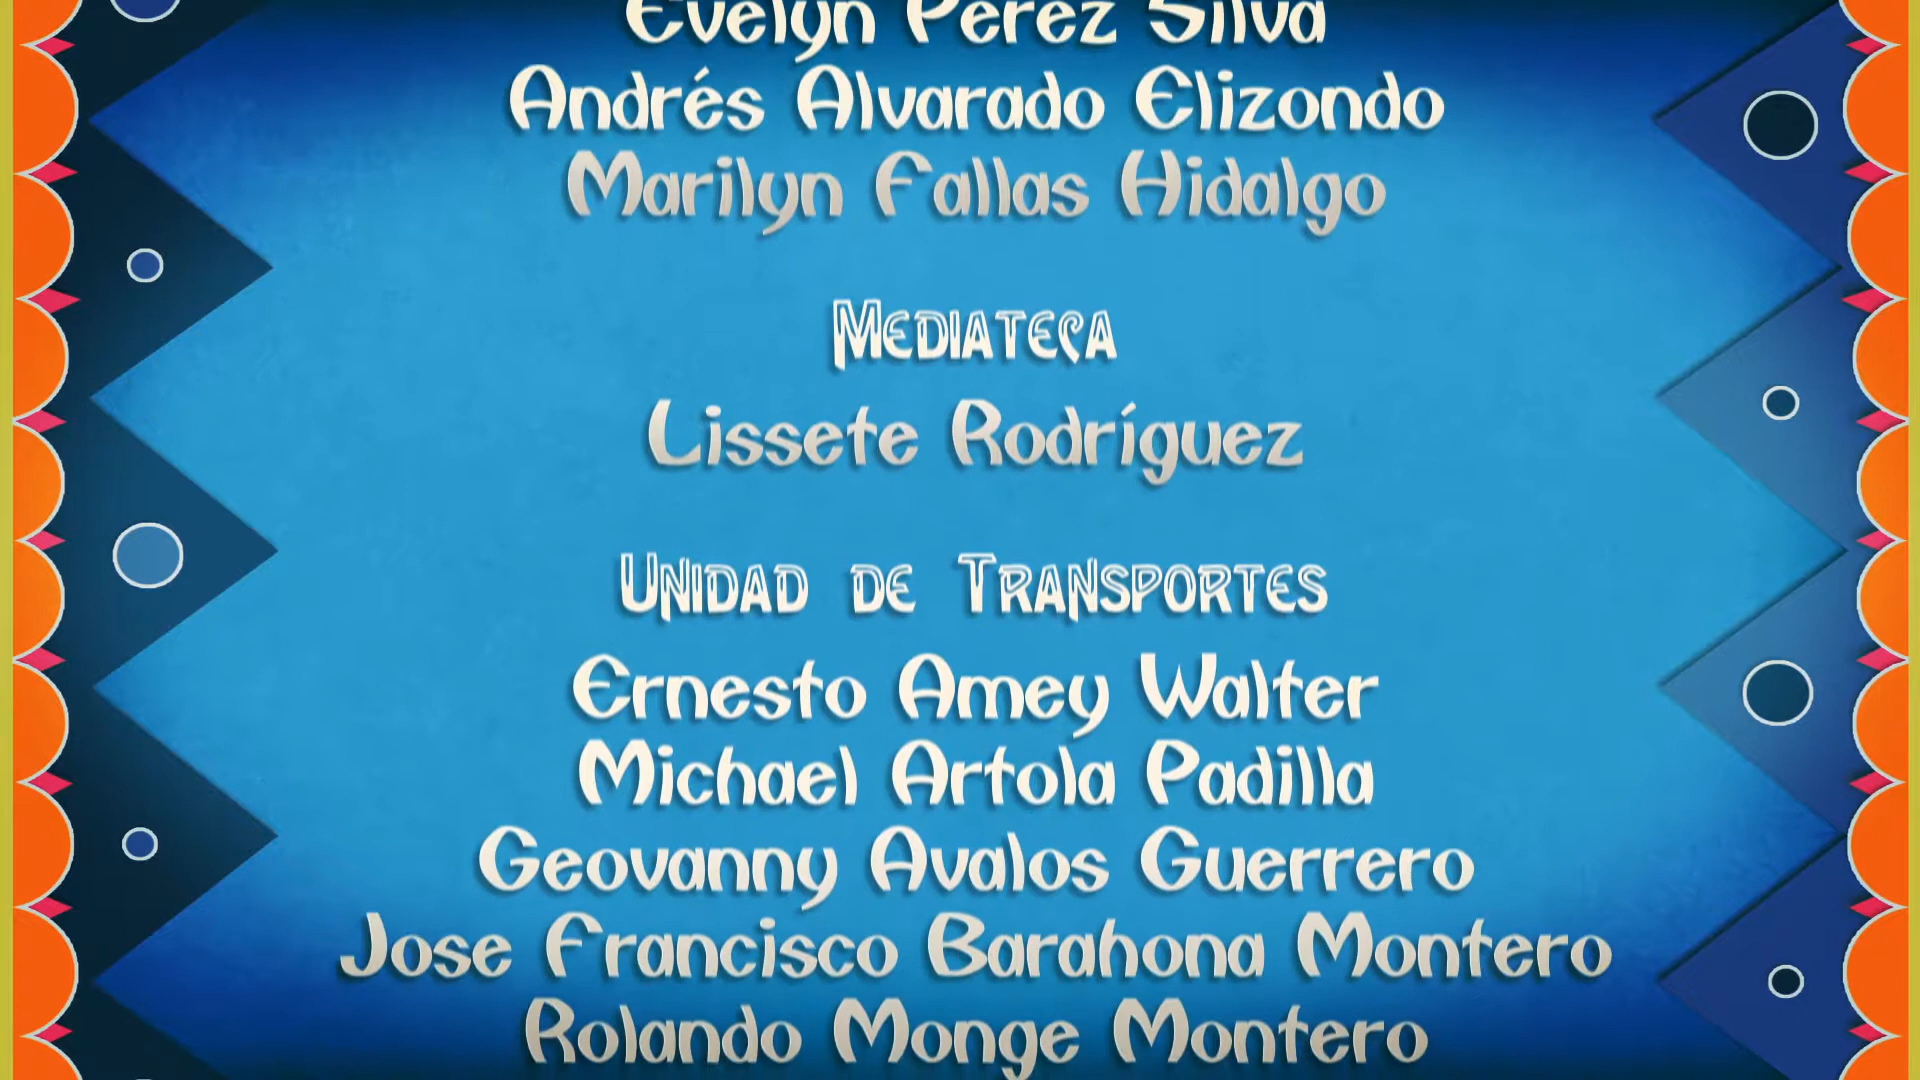 Evelyn Pérez Silva
Andrés Alvarado Elizondo
Marilyn Fallas Hidalgo
Mediateca
Lissete Rodríguez
Unidad de Transportes
Ernesto Amey Walter
Michael Artola Padilla
Geovanny Avalos Guerrero
Jose Francisco Barahona Montero
Rolando Monge Montero